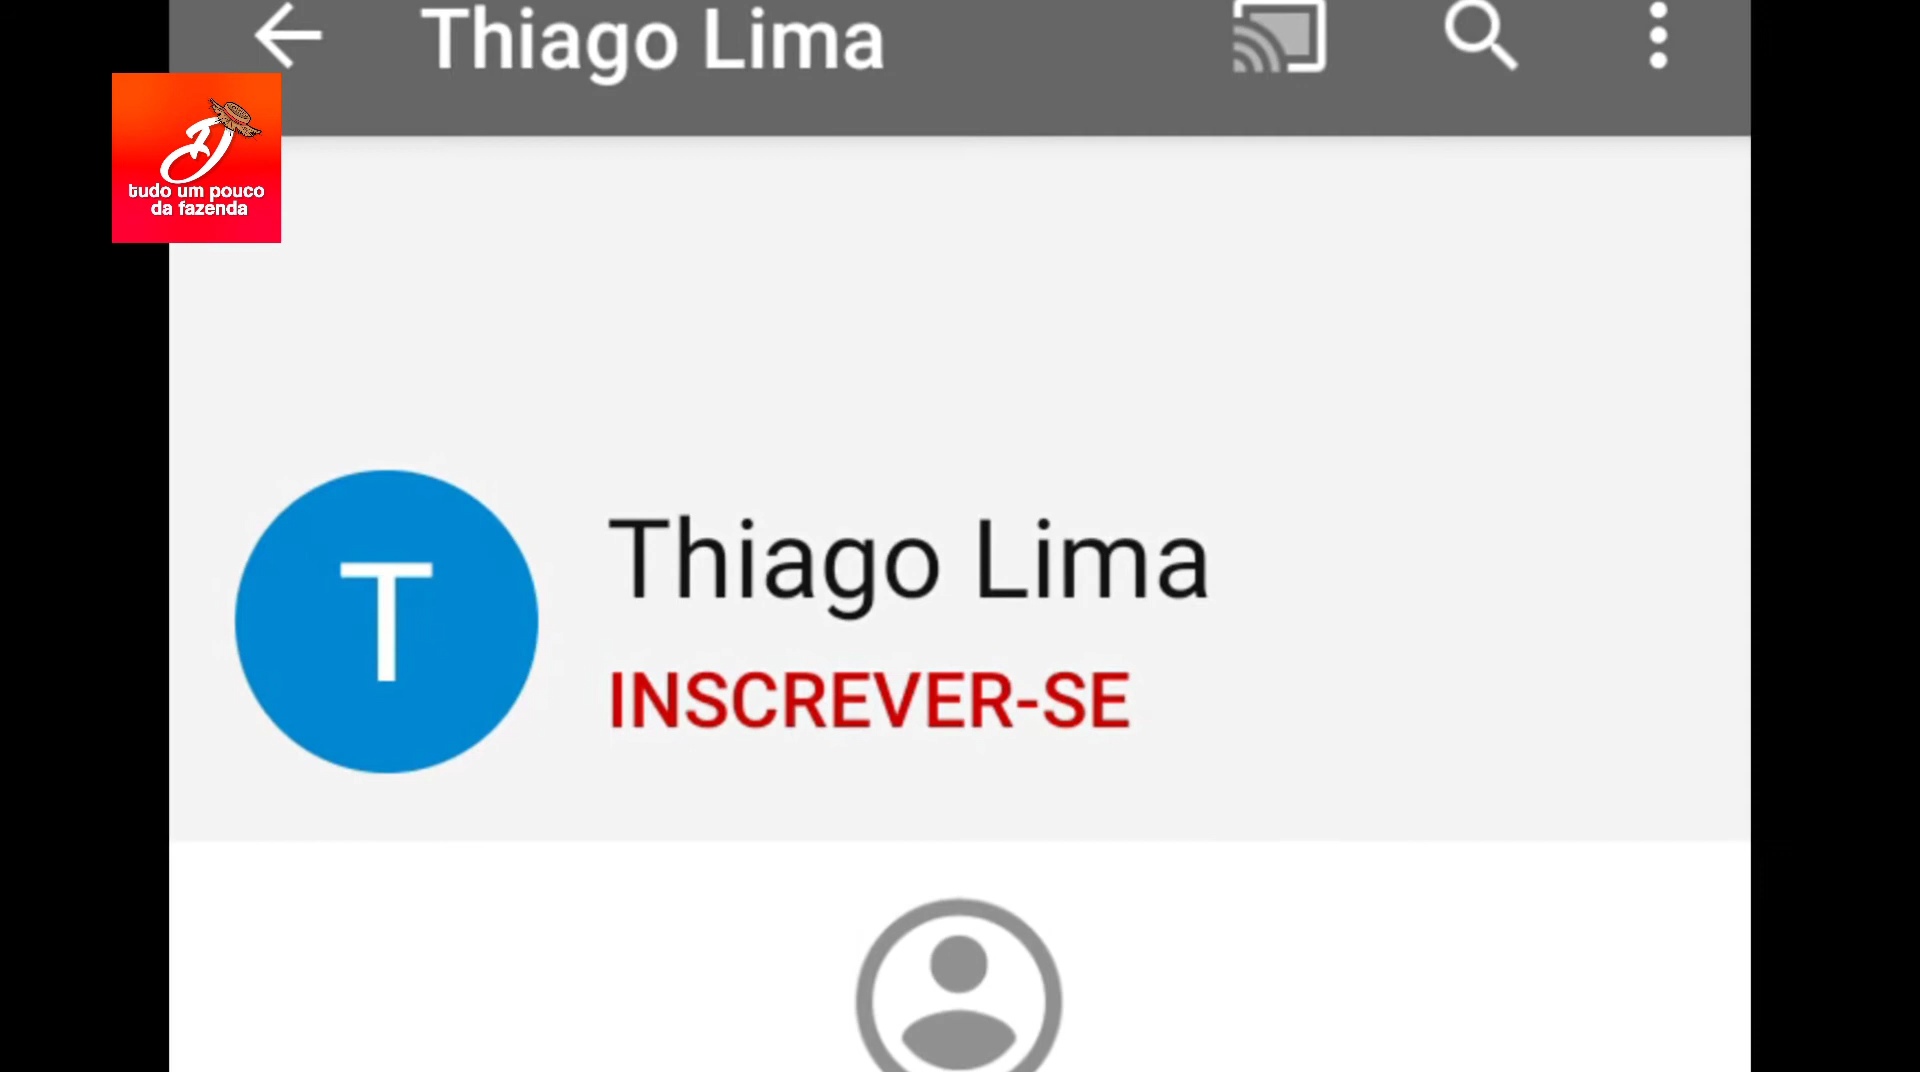 Thiago Lima
tudo um pouco
da fazenda
T
Thiago Lima
INSCREVER-SE